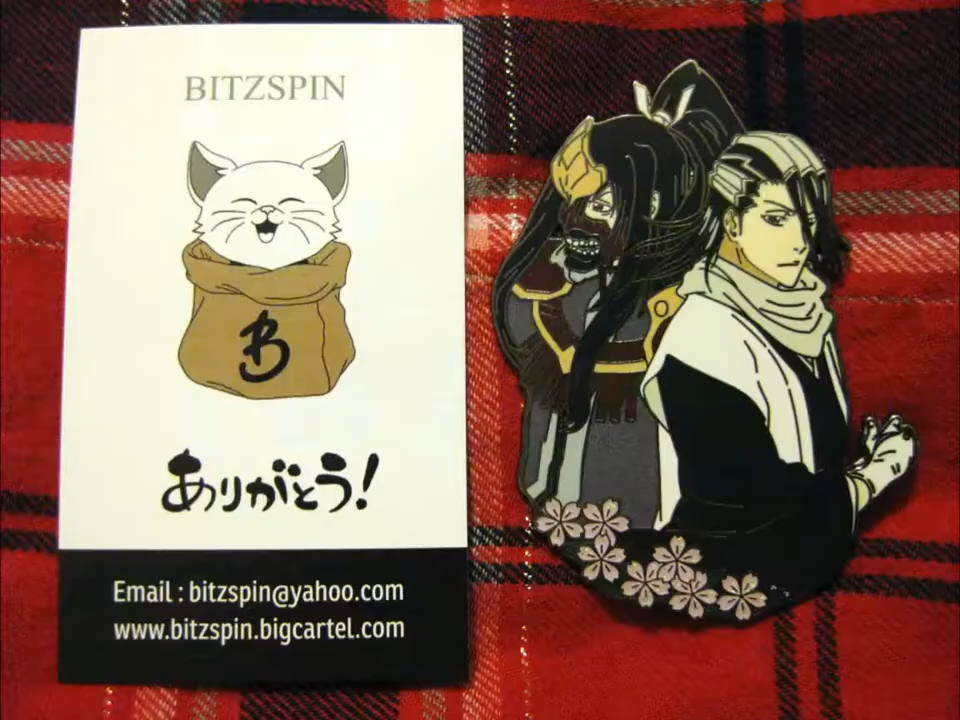 BITZSPIN
B
ありがとう!
Email : bitzspin@yahoo.com
www.bitzspin.bigcartel.com